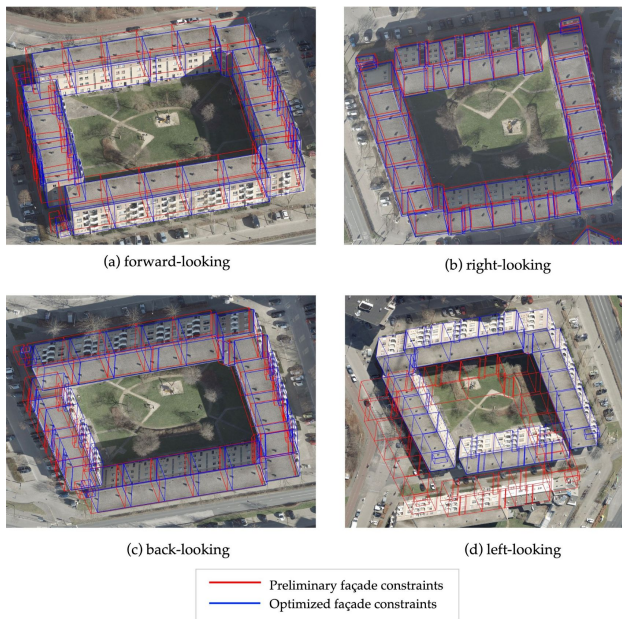 (a) forward-looking
(b) right-looking
(c) back-looking
(d) left-looking
Preliminary façade constraints
Optimized façade constraints